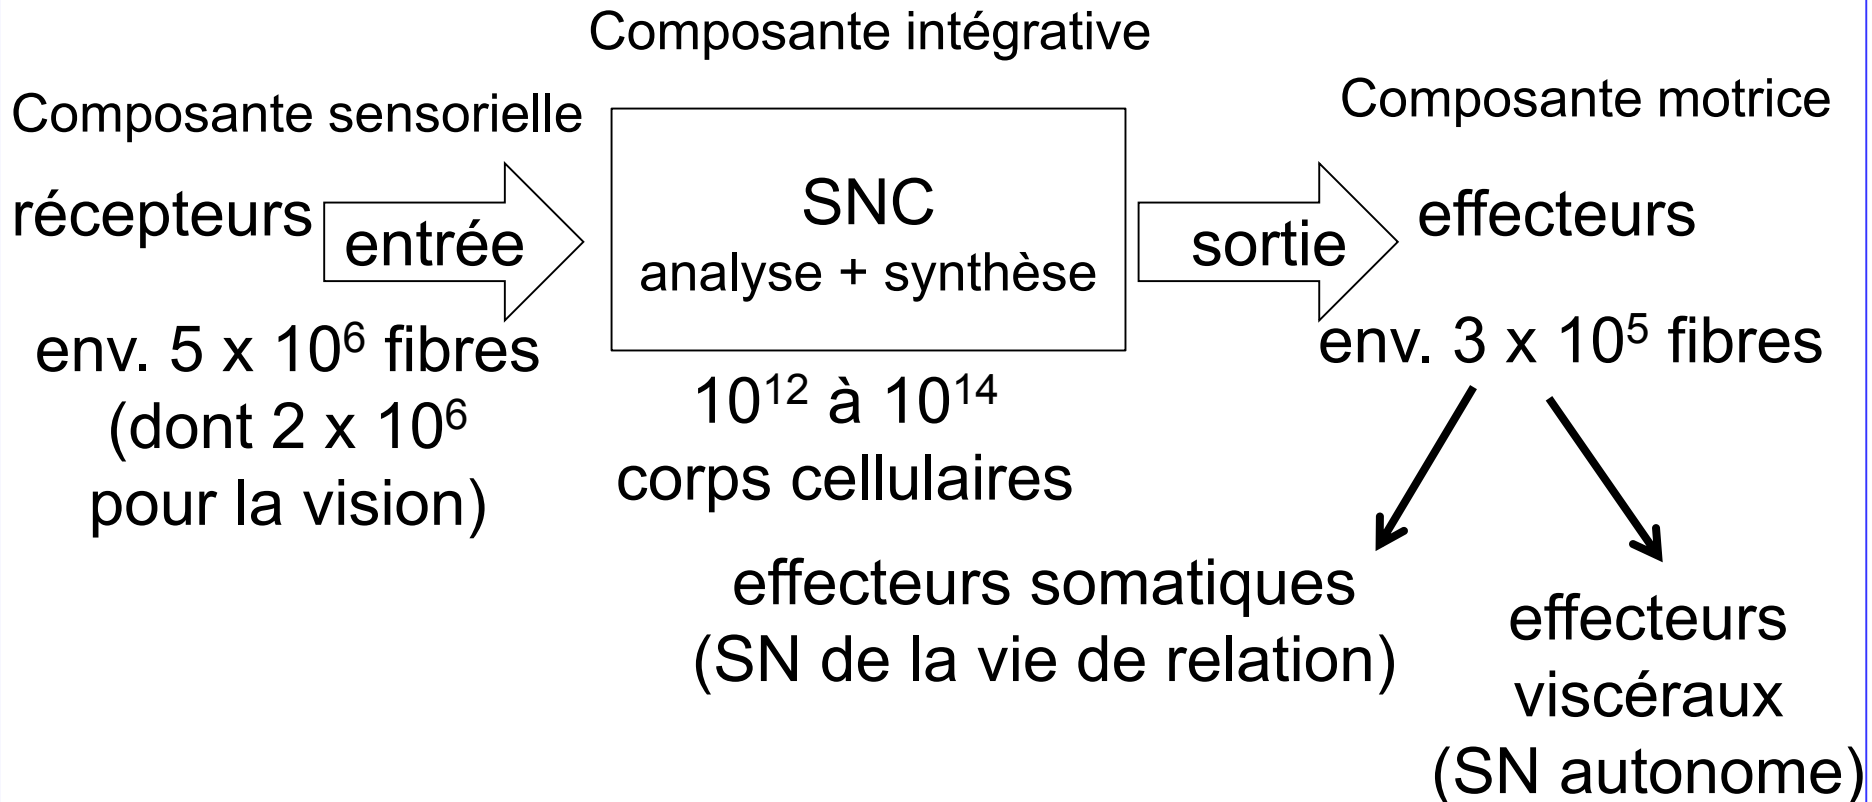 Composante intégrative
Composante sensorielle
Composante motrice
récepteurs
entrée
SNC
analyse + synthèse
sortie
effecteurs
env. 5 x 10⁶ fibres
(dont 2 x 10⁶
pour la vision)
10¹² à 10¹⁴
corps cellulaires
env. 3 x 10⁵ fibres
effecteurs somatiques
(SN de la vie de relation)
effecteurs
viscéraux
(SN autonome)